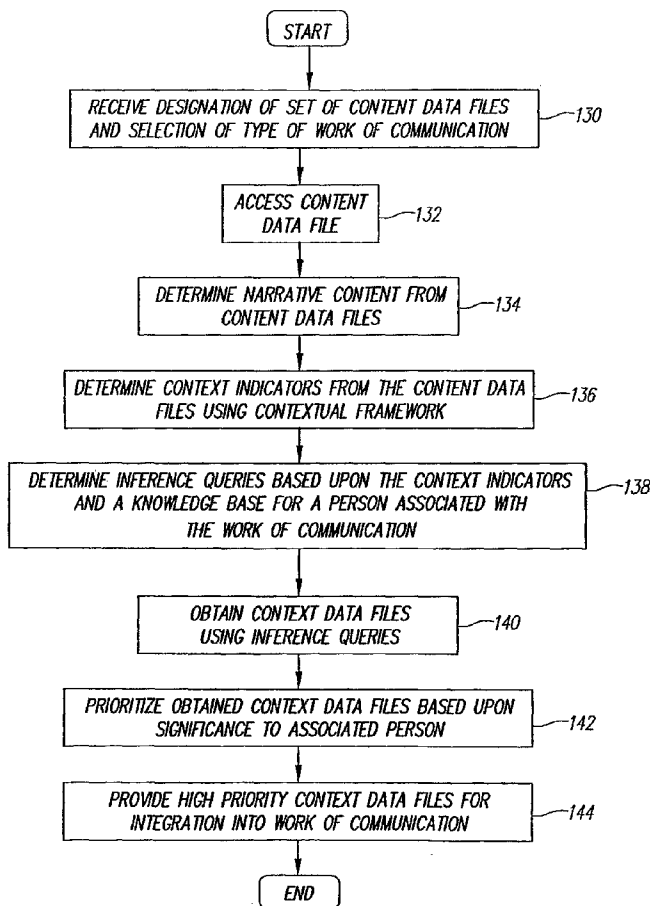 START
RECEIVE DESIGNATION OF SET OF CONTENT DATA FILES
AND SELECTION OF TYPE OF WORK OF COMMUNICATION
130
ACCESS CONTENT
DATA FILE
132
DETERMINE NARRATIVE CONTENT FROM
CONTENT DATA FILES
134
DETERMINE CONTEXT INDICATORS FROM THE CONTENT DATA
FILES USING CONTEXTUAL FRAMEWORK
136
DETERMINE INFERENCE QUERIES BASED UPON THE CONTEXT INDICATORS
AND A KNOWLEDGE BASE FOR A PERSON ASSOCIATED WITH
THE WORK OF COMMUNICATION
138
OBTAIN CONTEXT DATA FILES
USING INFERENCE QUERIES
140
PRIORITIZE OBTAINED CONTEXT DATA FILES BASED UPON
SIGNIFICANCE TO ASSOCIATED PERSON
142
PROVIDE HIGH PRIORITY CONTEXT DATA FILES FOR
INTEGRATION INTO WORK OF COMMUNICATION
144
END